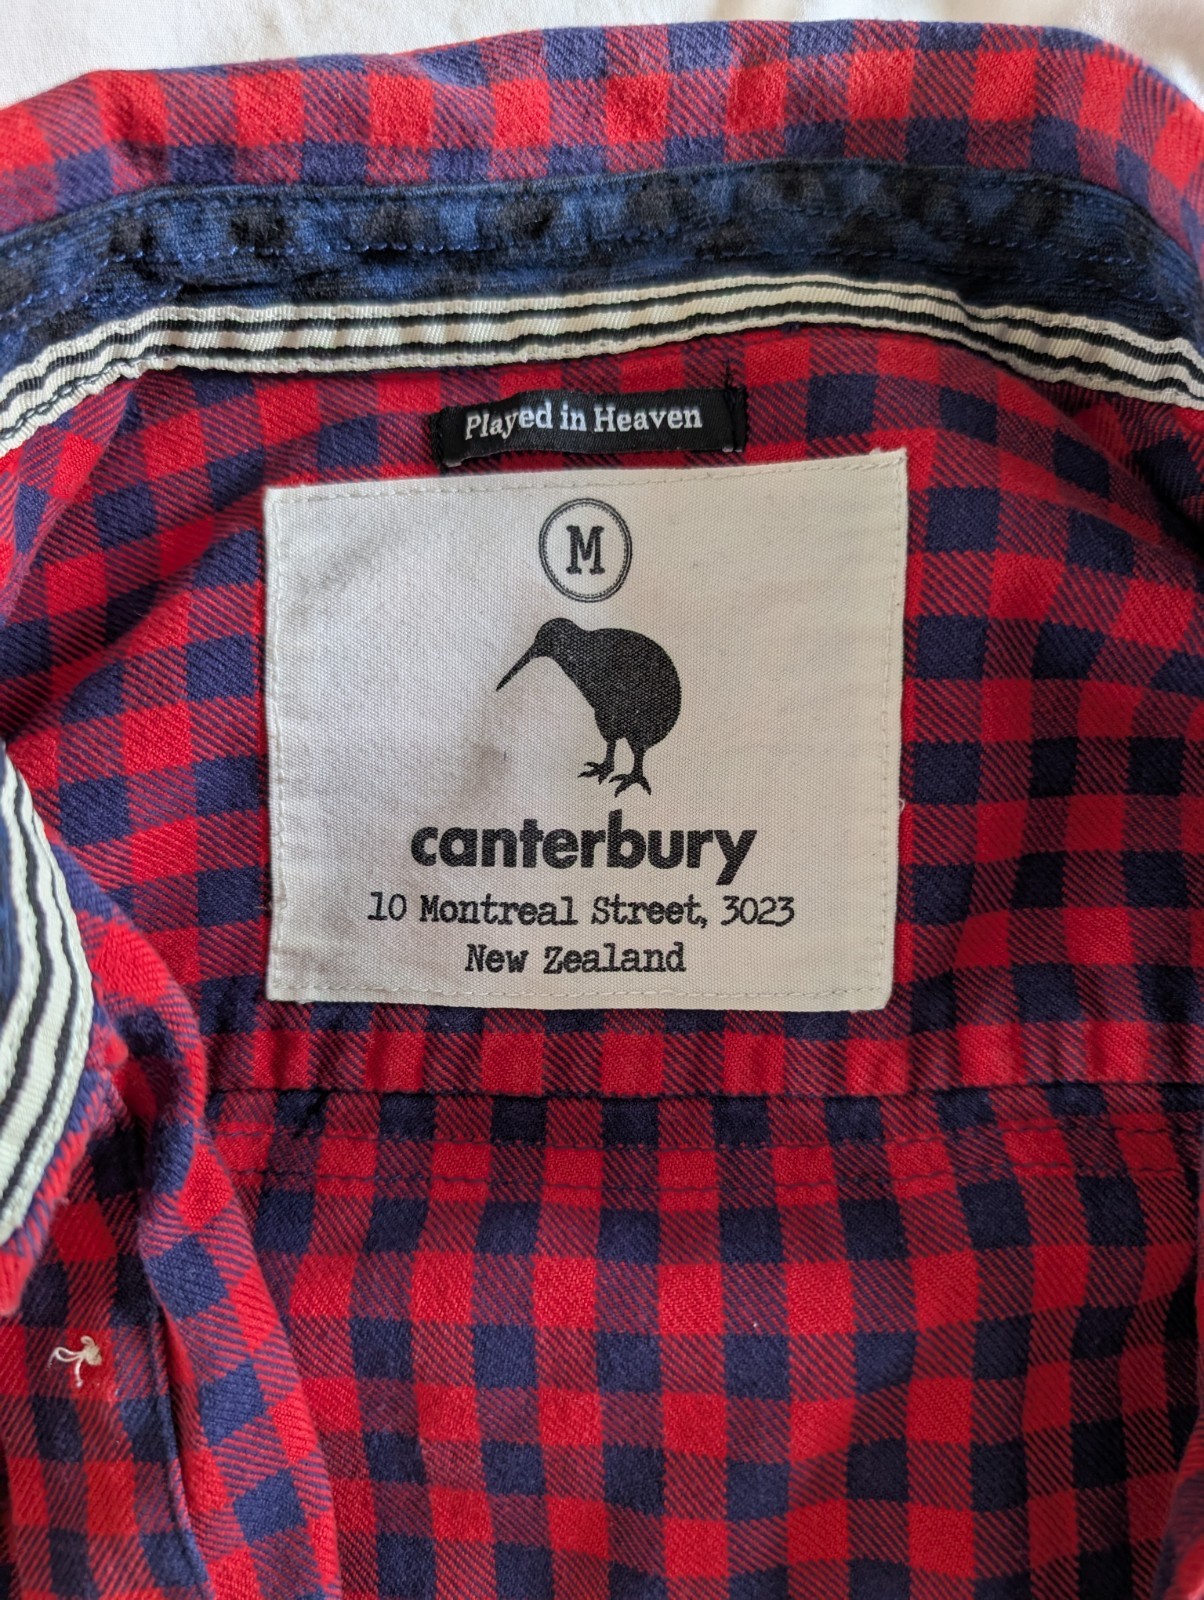 Played in Heaven
M
canterbury
10 Montreal Street, 3023
New Zealand